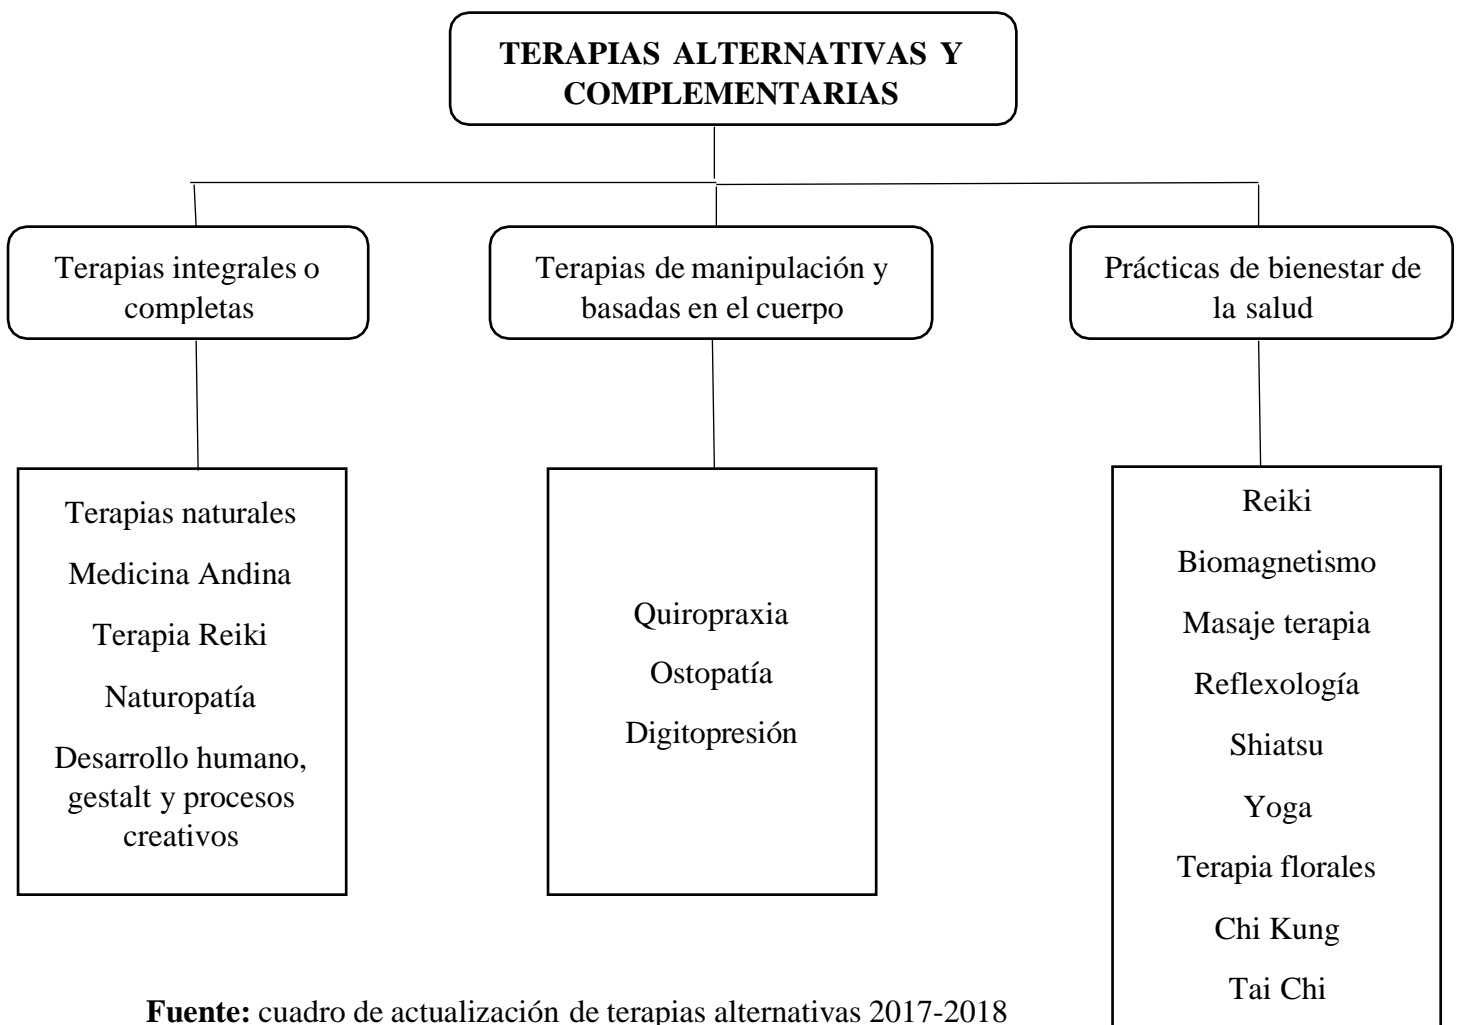 TERAPIAS ALTERNATIVAS Y
COMPLEMENTARIAS
Terapias integrales o
completas
Terapias de manipulación y
basadas en el cuerpo
Prácticas de bienestar de
la salud
Terapias naturales
Medicina Andina
Terapia Reiki
Naturopatía
Desarrollo humano,
gestalt y procesos
creativos
Quiropraxia
Ostopatía
Digitopresión
Reiki
Biomagnetismo
Masaje terapia
Reflexología
Shiatsu
Yoga
Terapia florales
Chi Kung
Tai Chi
Fuente: cuadro de actualización de terapias alternativas 2017-2018